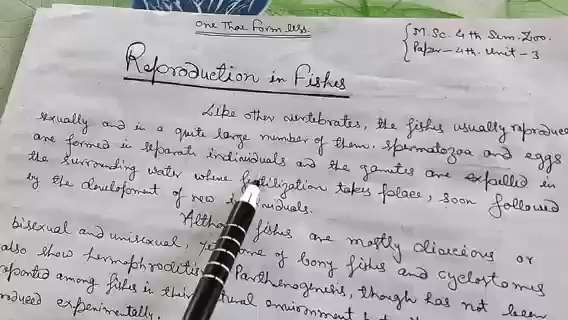 One Thae Form less.
M.Sc. 4th Sem. Zoo.
Paper-4th. Unit-3
Reproduction in Fishes
Like other vertebrates, the fishes usually reproduce
sexually and in a quite large number of them. spermatozoa and eggs
are formed in separate individuals and the gametes are expelled in
the surrounding water where fertilization takes place, soon followed
by the development of new individuals.
Although fishes are mostly dioecious or
bisexual and unisexual, some of bony fishes and cyclostomes
also show hermaphroditis Parthenogenesis, though has not been
reported among fishes in their natural environment
roduced experimentally.